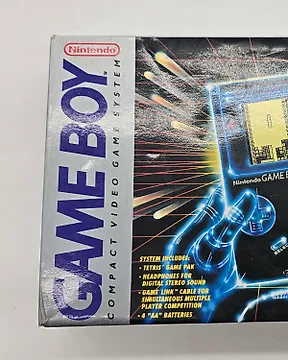 Nintendo
GAME BOY
TM
COMPACT VIDEO GAME SYSTEM
Nintendo GAME B
SYSTEM INCLUDES:
• TETRIS GAME PAK
• HEADPHONES FOR
DIGITAL STEREO SOUND
• GAME LINK CABLE FOR
SIMULTANEOUS MULTIPLE
PLAYER COMPETITION
• 4 "AA" BATTERIES